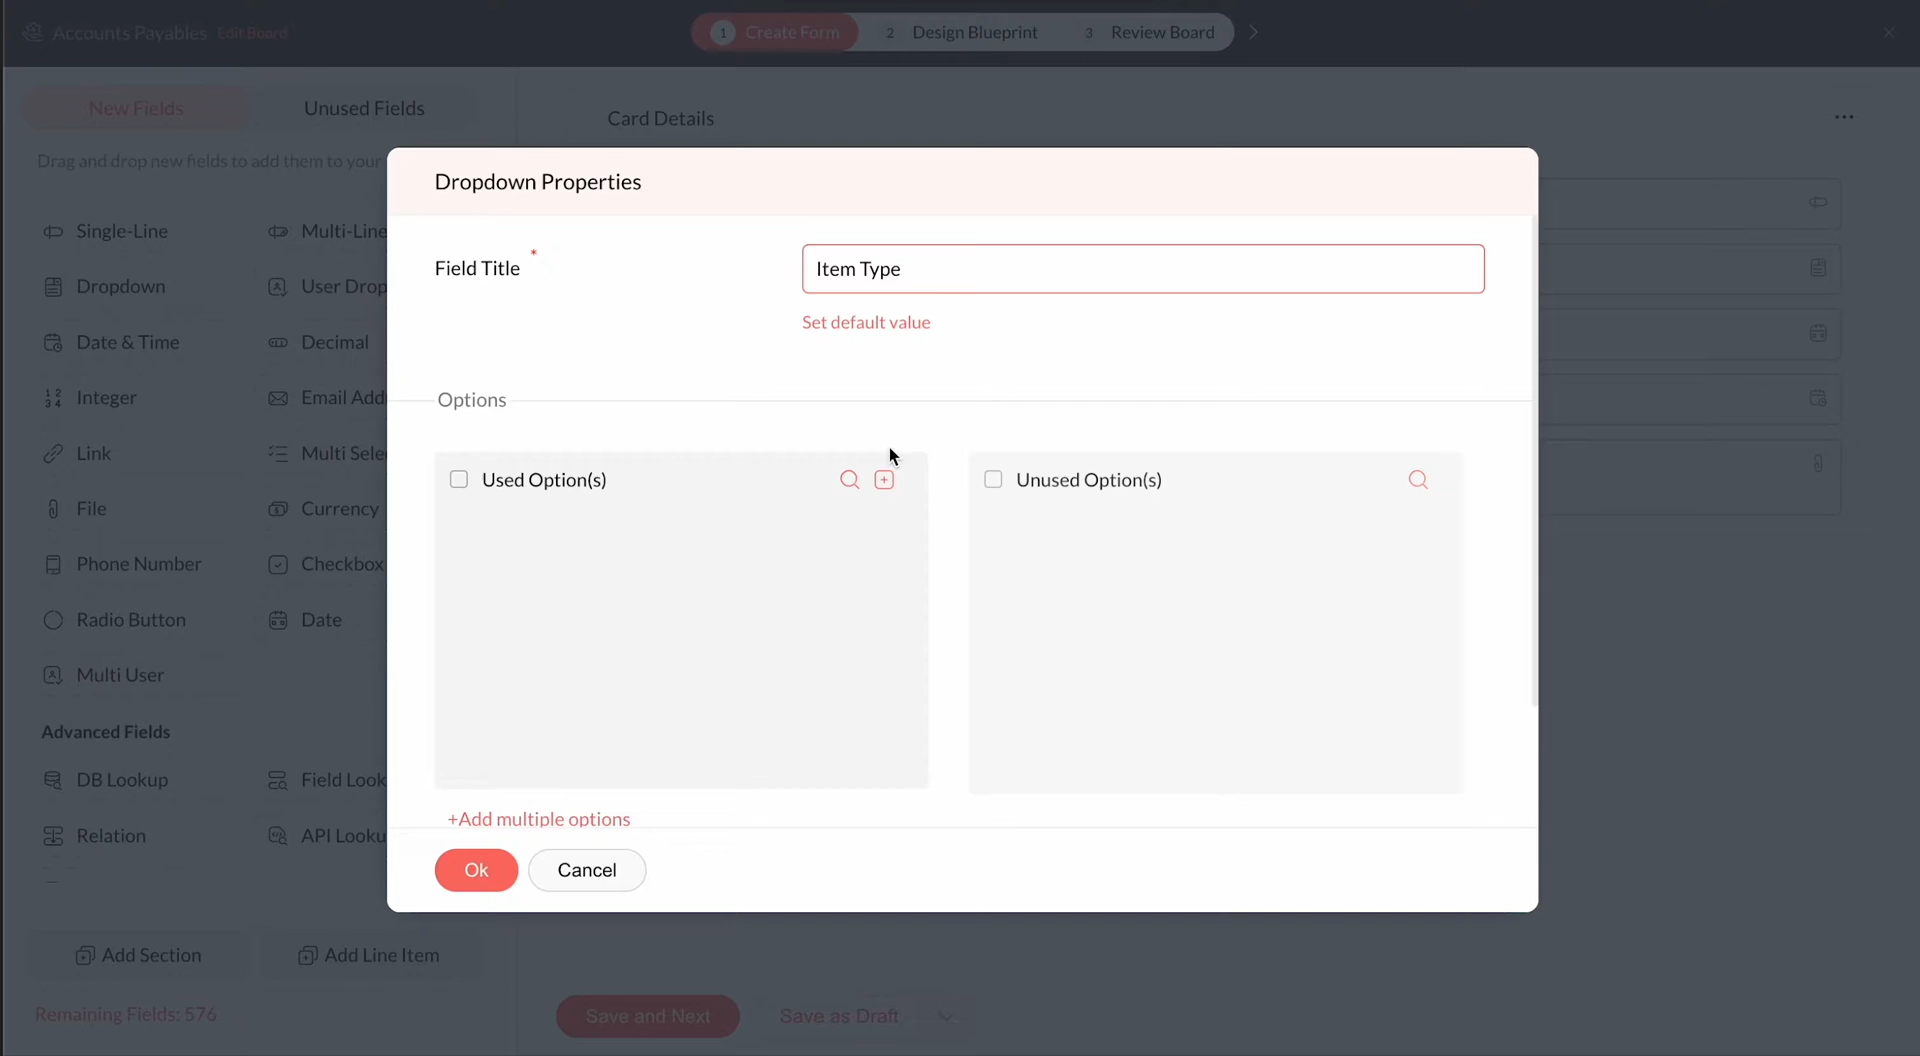 Accounts Payables Edit Board
1 Create Form
2 Design Blueprint
3 Review Board
New Fields
Unused Fields
Card Details
Drag and drop new fields to add them to your
Dropdown Properties
Single-Line
Multi-Line
Dropdown
User Drop
Date & Time
Decimal
Integer
Email Add
Link
Multi Sele
File
Currency
Phone Number
Checkbox
Radio Button
Date
Multi User
Advanced Fields
DB Lookup
Field Look
Relation
API Looku
Add Section
Add Line Item
Remaining Fields: 576
Field Title *
Item Type
Set default value
Options
Used Option(s)
Unused Option(s)
+Add multiple options
Ok
Cancel
Save and Next
Save as Draft